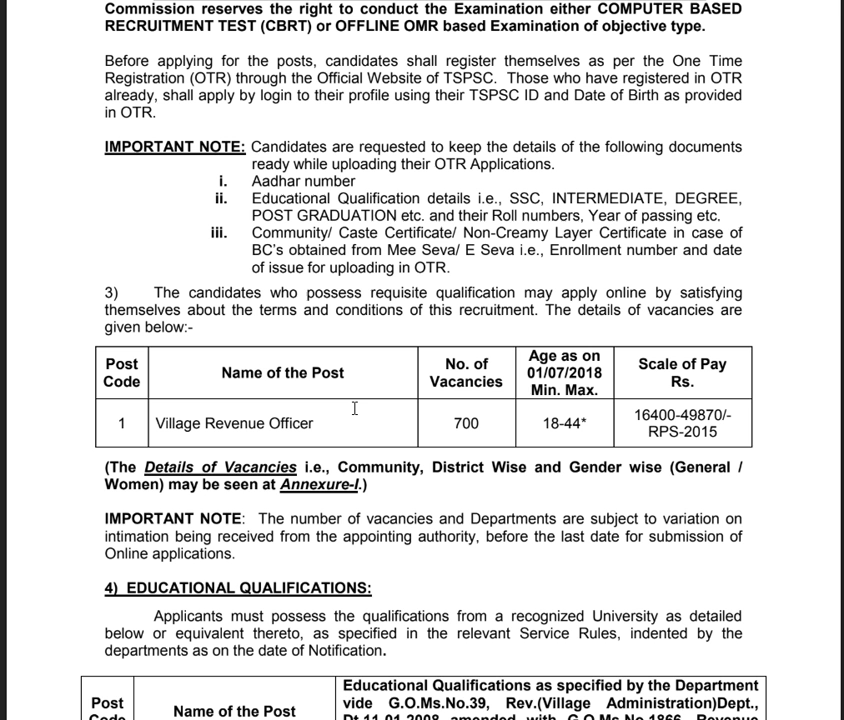 Commission reserves the right to conduct the Examination either COMPUTER BASED
RECRUITMENT TEST (CBRT) or OFFLINE OMR based Examination of objective type.
Before applying for the posts, candidates shall register themselves as per the One Time
Registration (OTR) through the Official Website of TSPSC. Those who have registered in OTR
already, shall apply by login to their profile using their TSPSC ID and Date of Birth as provided
in OTR.
IMPORTANT NOTE: Candidates are requested to keep the details of the following documents
ready while uploading their OTR Applications.
i. Aadhar number
ii. Educational Qualification details i.e., SSC, INTERMEDIATE, DEGREE,
POST GRADUATION etc. and their Roll numbers, Year of passing etc.
iii. Community/ Caste Certificate/ Non-Creamy Layer Certificate in case of
BC's obtained from Mee Seva/ E Seva i.e., Enrollment number and date
of issue for uploading in OTR.
3) The candidates who possess requisite qualification may apply online by satisfying
themselves about the terms and conditions of this recruitment. The details of vacancies are
given below:-
Post Code Name of the Post No. of Vacancies Age as on 01/07/2018 Min. Max. Scale of Pay Rs.
1 Village Revenue Officer 700 18-44* 16400-49870/- RPS-2015
(The Details of Vacancies i.e., Community, District Wise and Gender wise (General /
Women) may be seen at Annexure-I.)
IMPORTANT NOTE: The number of vacancies and Departments are subject to variation on
intimation being received from the appointing authority, before the last date for submission of
Online applications.
4) EDUCATIONAL QUALIFICATIONS:
Applicants must possess the qualifications from a recognized University as detailed
below or equivalent thereto, as specified in the relevant Service Rules, indented by the
departments as on the date of Notification.
Educational Qualifications as specified by the Department
Post Name of the Post vide G.O.Ms.No.39, Rev.(Village Administration)Dept.,
Code Dt.11.01.2008 amended with G.O.Ms.No.1866, Revenue